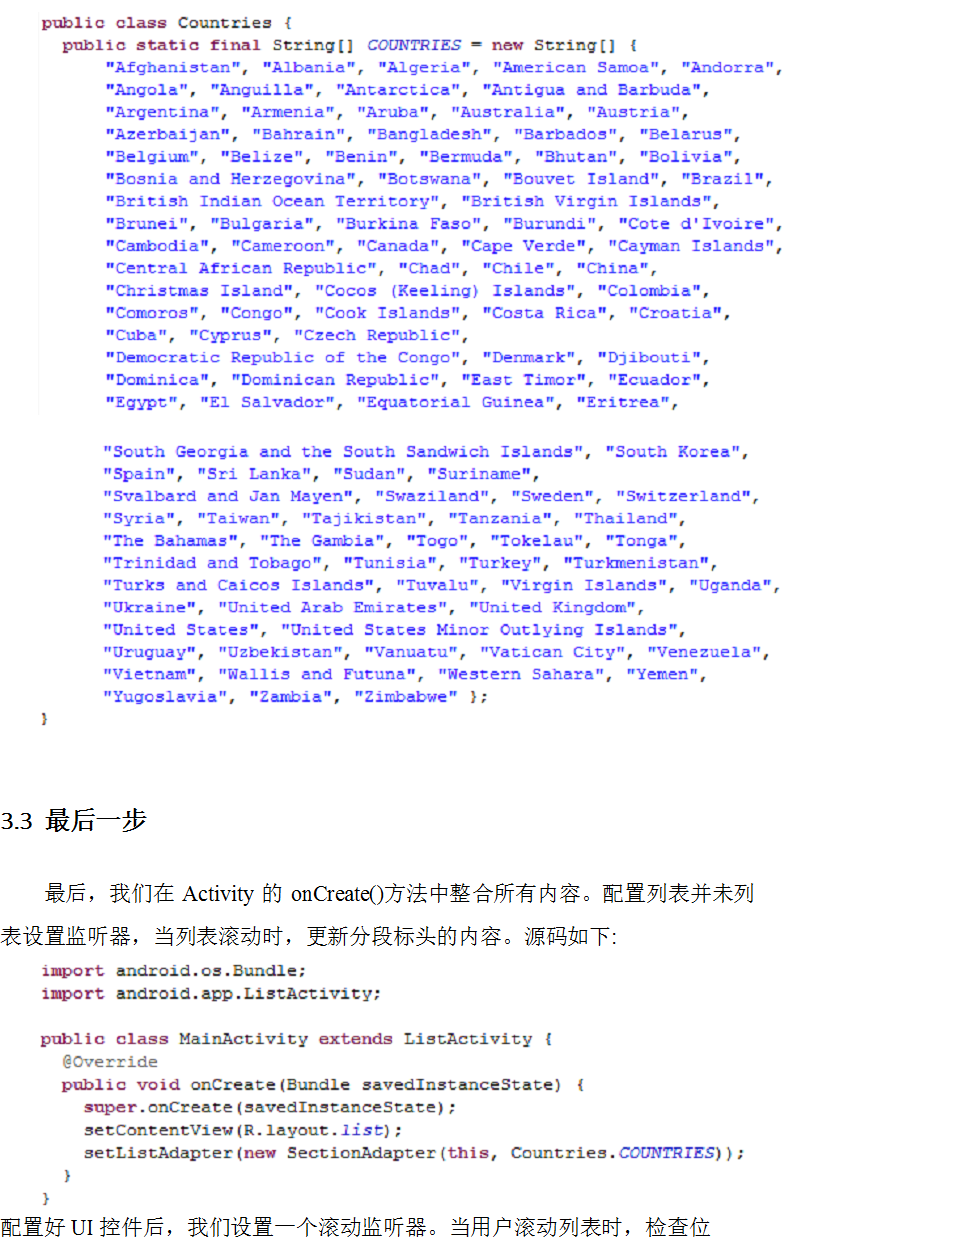 public class Countries {
public static final String[] COUNTRIES = new String[] {
"Afghanistan", "Albania", "Algeria", "American Samoa", "Andorra",
"Angola", "Anguilla", "Antarctica", "Antigua and Barbuda",
"Argentina", "Armenia", "Aruba", "Australia", "Austria",
"Azerbaijan", "Bahrain", "Bangladesh", "Barbados", "Belarus",
"Belgium", "Belize", "Benin", "Bermuda", "Bhutan", "Bolivia",
"Bosnia and Herzegovina", "Botswana", "Bouvet Island", "Brazil",
"British Indian Ocean Territory", "British Virgin Islands",
"Brunei", "Bulgaria", "Burkina Faso", "Burundi", "Cote d'Ivoire",
"Cambodia", "Cameroon", "Canada", "Cape Verde", "Cayman Islands",
"Central African Republic", "Chad", "Chile", "China",
"Christmas Island", "Cocos (Keeling) Islands", "Colombia",
"Comoros", "Congo", "Cook Islands", "Costa Rica", "Croatia",
"Cuba", "Cyprus", "Czech Republic",
"Democratic Republic of the Congo", "Denmark", "Djibouti",
"Dominica", "Dominican Republic", "East Timor", "Ecuador",
"Egypt", "El Salvador", "Equatorial Guinea", "Eritrea",
"South Georgia and the South Sandwich Islands", "South Korea",
"Spain", "Sri Lanka", "Sudan", "Suriname",
"Svalbard and Jan Mayen", "Swaziland", "Sweden", "Switzerland",
"Syria", "Taiwan", "Tajikistan", "Tanzania", "Thailand",
"The Bahamas", "The Gambia", "Togo", "Tokelau", "Tonga",
"Trinidad and Tobago", "Tunisia", "Turkey", "Turkmenistan",
"Turks and Caicos Islands", "Tuvalu", "Virgin Islands", "Uganda",
"Ukraine", "United Arab Emirates", "United Kingdom",
"United States", "United States Minor Outlying Islands",
"Uruguay", "Uzbekistan", "Vanuatu", "Vatican City", "Venezuela",
"Vietnam", "Wallis and Futuna", "Western Sahara", "Yemen",
"Yugoslavia", "Zambia", "Zimbabwe" };
}
3.3 最后一步
最后，我们在 Activity 的 onCreate()方法中整合所有内容。配置列表并未列
表设置监听器，当列表滚动时，更新分段标头的内容。源码如下:
import android.os.Bundle;
import android.app.ListActivity;
public class MainActivity extends ListActivity {
@Override
public void onCreate(Bundle savedInstanceState) {
super.onCreate(savedInstanceState);
setContentView(R.layout.list);
setListAdapter(new SectionAdapter(this, Countries.COUNTRIES));
}
}
配置好 UI 控件后，我们设置一个滚动监听器。当用户滚动列表时，检查位